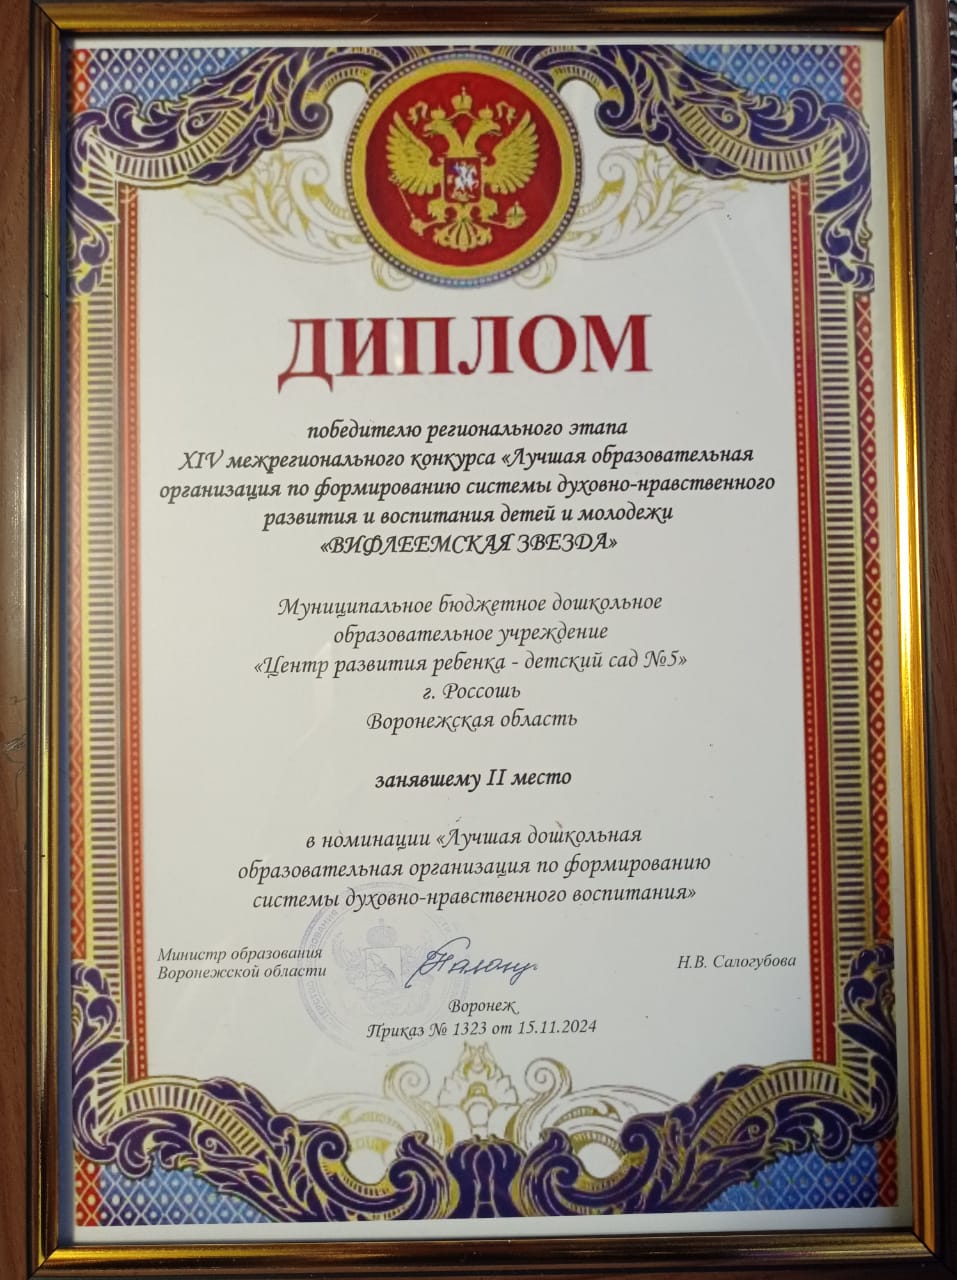 ДИПЛОМ
победителю регионального этапа
XIV межрегионального конкурса «Лучшая образовательная
организация по формированию системы духовно-нравственного
развития и воспитания детей и молодежи
«ВИФЛЕЕМСКАЯ ЗВЕЗДА»
Муниципальное бюджетное дошкольное
образовательное учреждение
«Центр развития ребенка - детский сад №5»
г. Россошь
Воронежская область
занявшему II место
в номинации «Лучшая дошкольная
образовательная организация по формированию
системы духовно-нравственного воспитания»
Министр образования
Воронежской области
Н.В. Салогубова
Воронеж
Приказ № 1323 от 15.11.2024